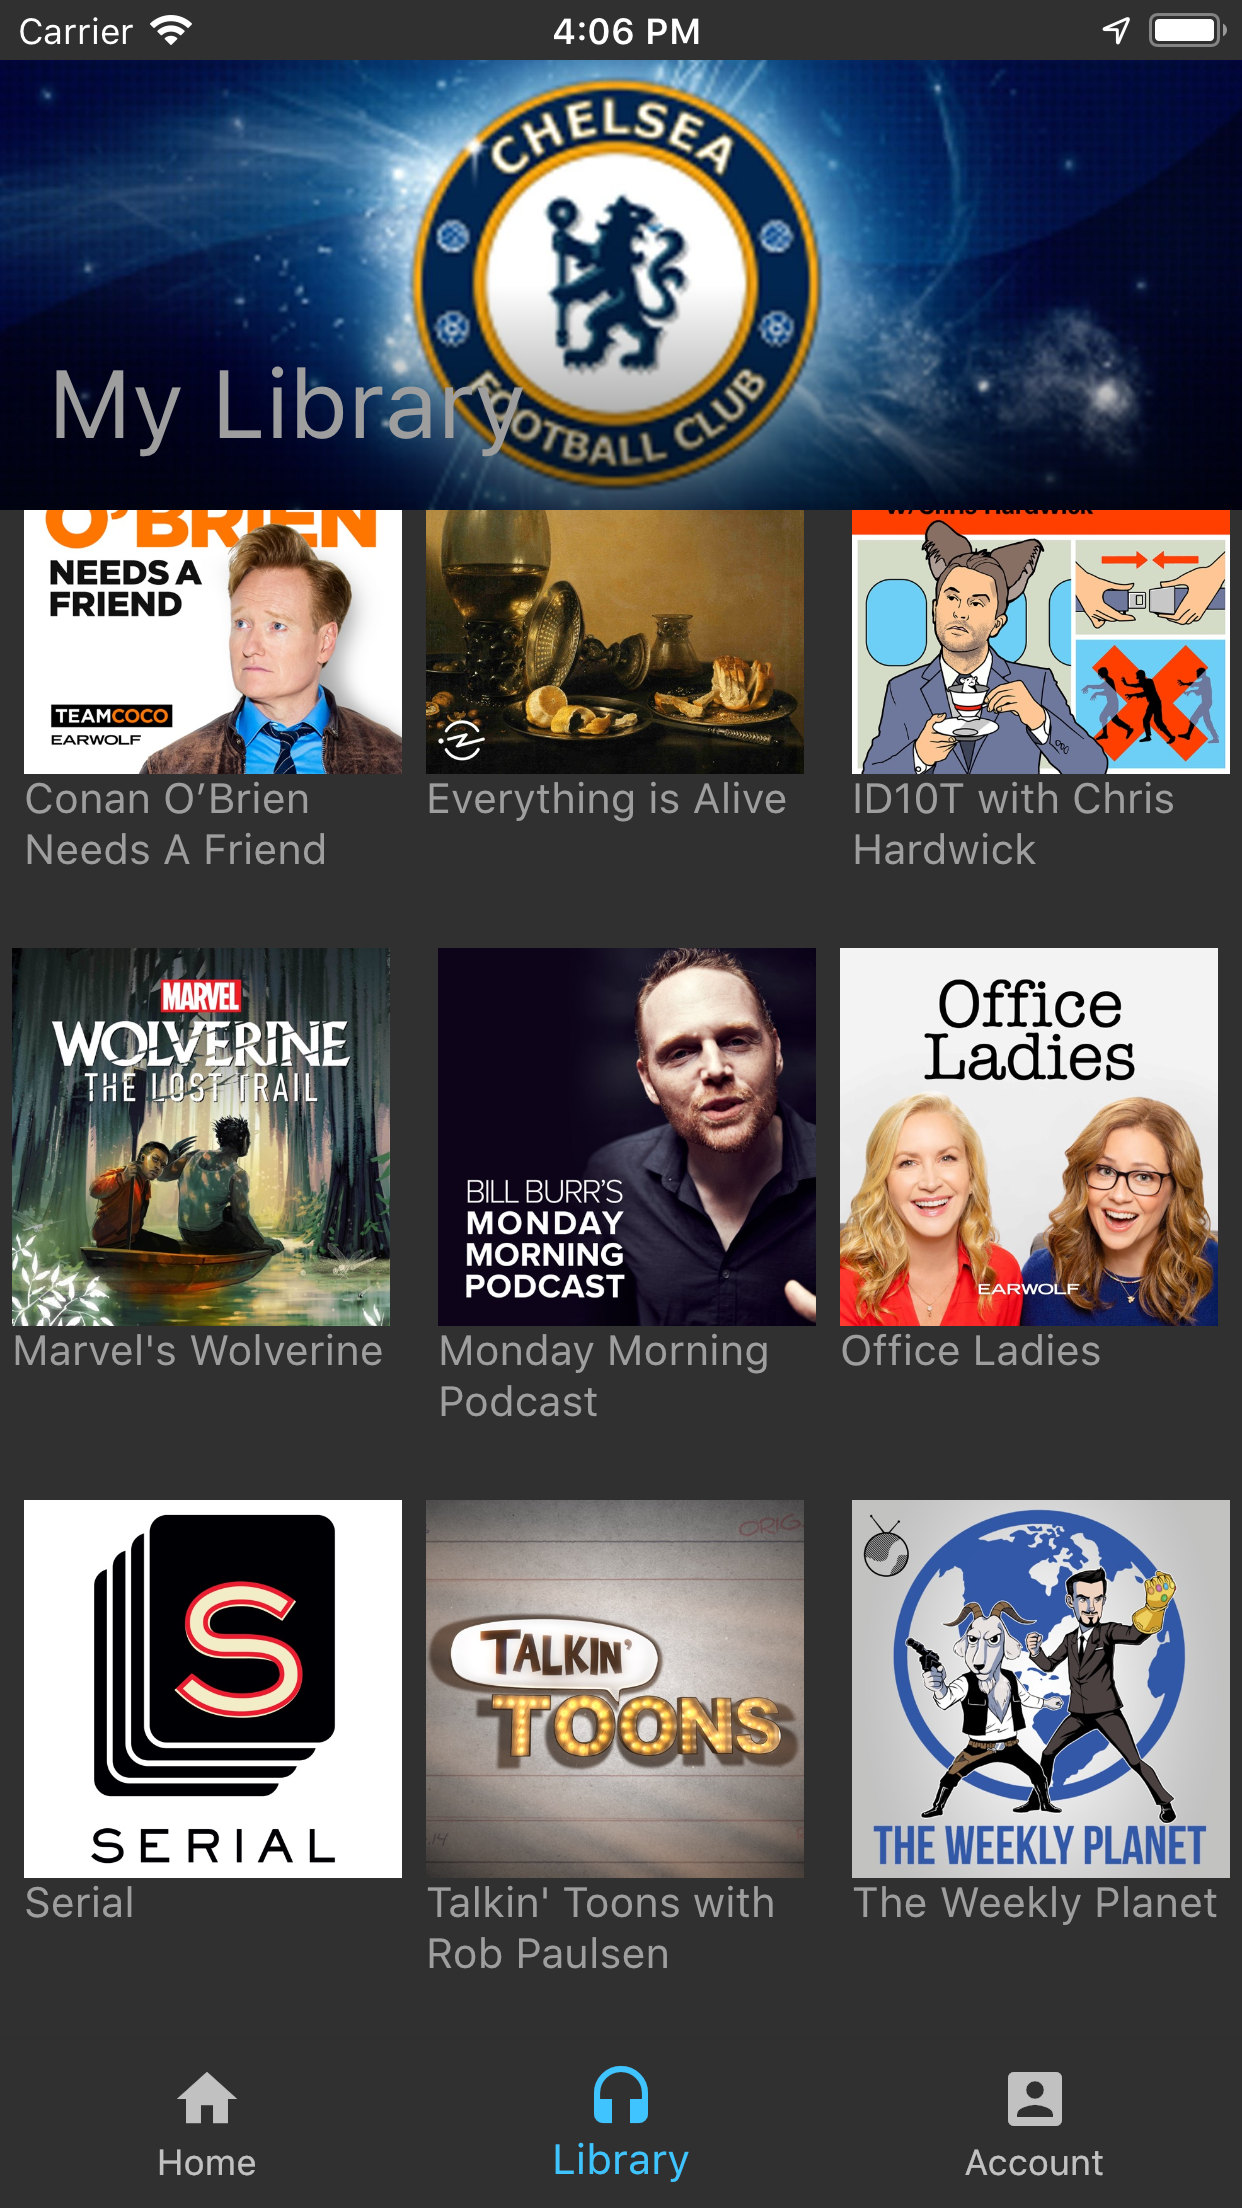 Carrier
4:06 PM
CHELSEA
FOOTBALL CLUB
My Library
O'BRIEN
NEEDS A
FRIEND
TEAMCOCO
EARWOLF
w/Chris Hardwick
Conan O’Brien
Needs A Friend
Everything is Alive
ID10T with Chris
Hardwick
MARVEL
WOLVERINE
THE LOST TRAIL
BILL BURR'S
MONDAY
MORNING
PODCAST
Office
Ladies
EARWOLF
Marvel's Wolverine
Monday Morning
Podcast
Office Ladies
S
SERIAL
ORIG.
TALKIN'
TOONS
.14
THE WEEKLY PLANET
Serial
Talkin' Toons with
Rob Paulsen
The Weekly Planet
Home
Library
Account